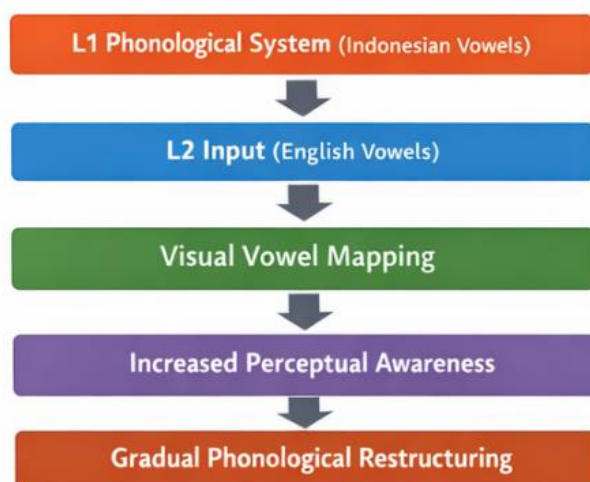 L1 Phonological System (Indonesian Vowels)
L2 Input (English Vowels)
Visual Vowel Mapping
Increased Perceptual Awareness
Gradual Phonological Restructuring